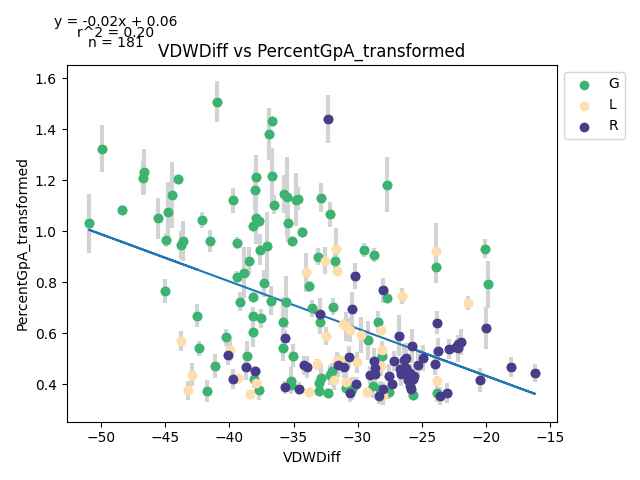 y = -0.02x + 0.06
r^2 = 0.20
n = 181
VDWDiff vs PercentGpA_transformed
G
L
R
PercentGpA_transformed
1.6
1.4
1.2
1.0
0.8
0.6
0.4
−50
−45
−40
−35
−30
−25
−20
−15
VDWDiff